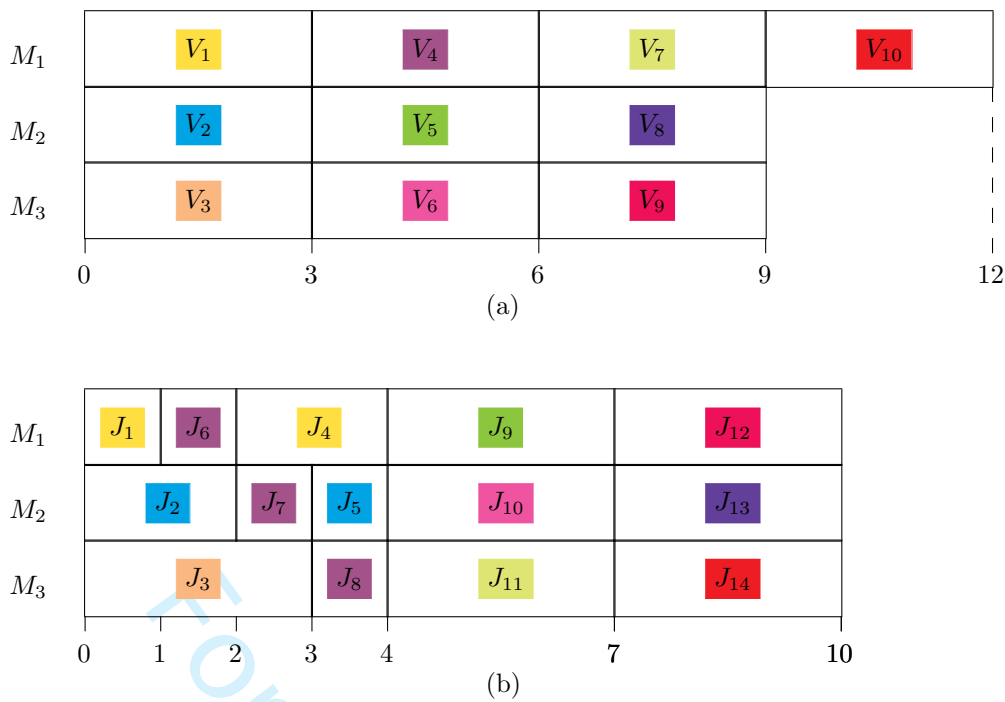 M₁ V₁ V₄ V₇ V₁₀
M₂ V₂ V₅ V₈
M₃ V₃ V₆ V₉
0 3 6 9 12
(a)
M₁ J₁ J₆ J₄ J₉ J₁₂
M₂ J₂ J₇ J₅ J₁₀ J₁₃
M₃ J₃ J₈ J₁₁ J₁₄
0 1 2 3 4 7 10
(b)
For